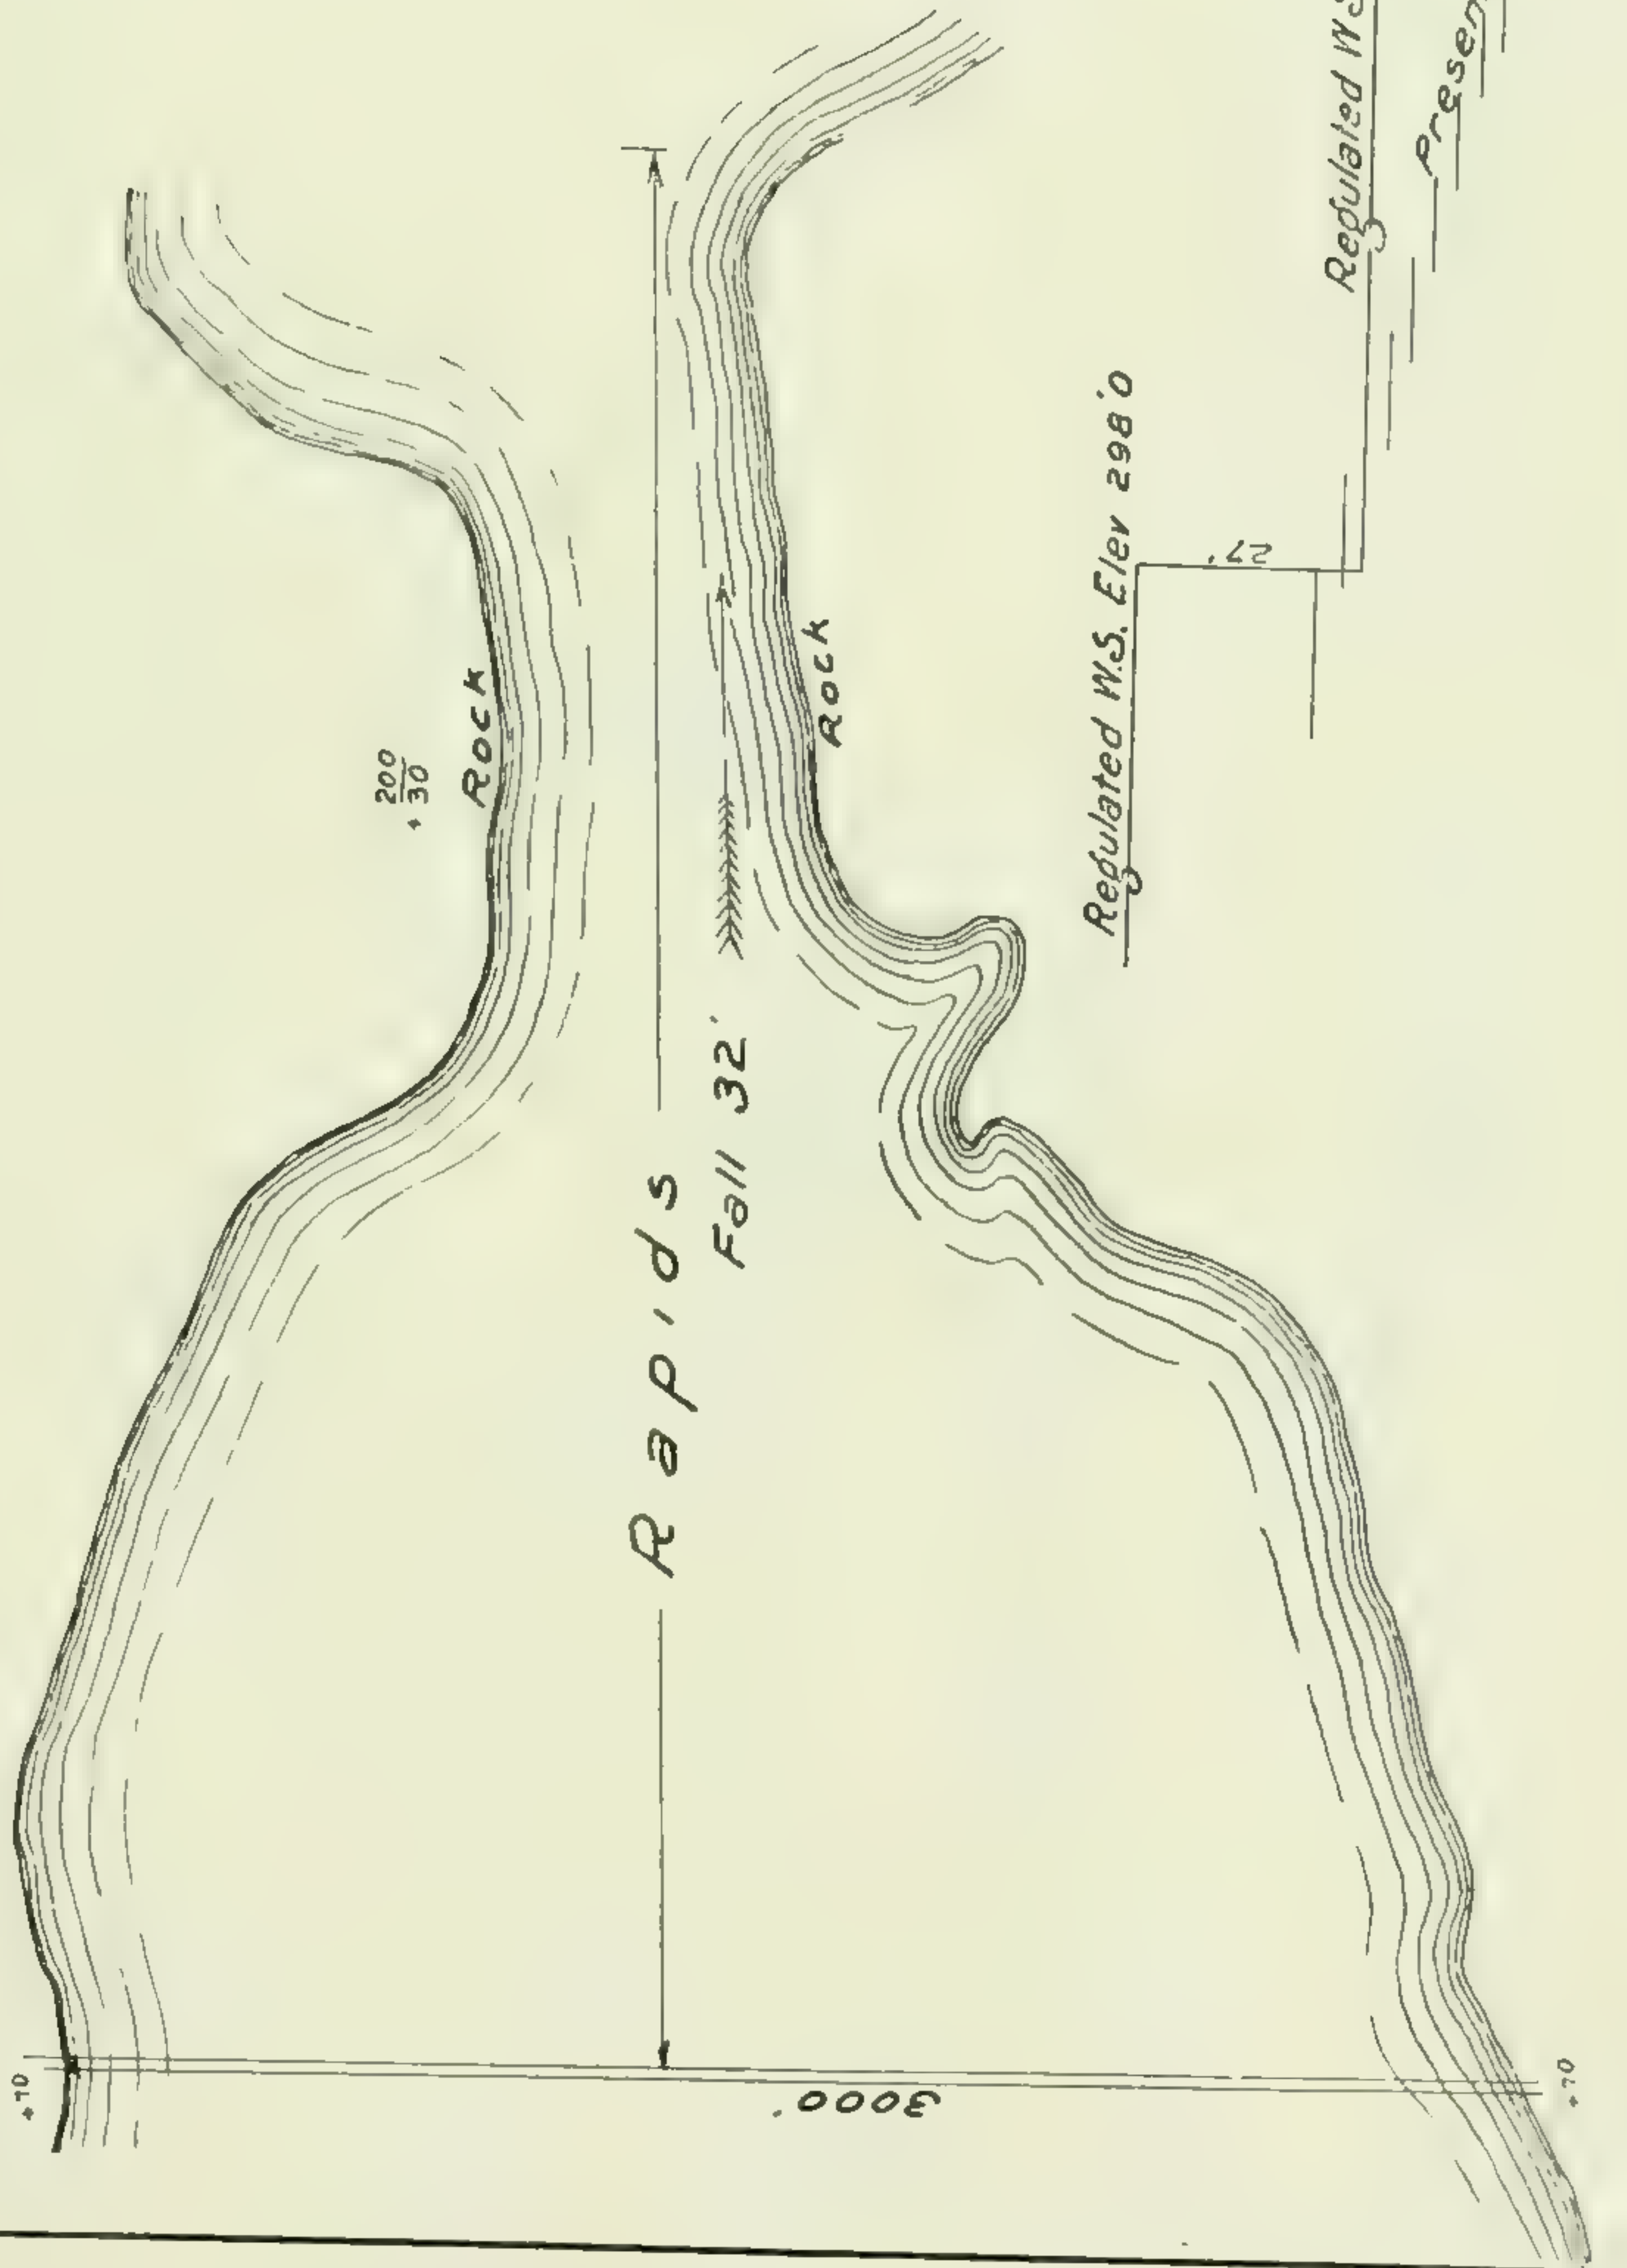 + 200/30
Rock
Rapids
Fall 32'
Rock
Regulated W.S. Elev 298.0
27'
Regulated W.S.
Presen
3000'
+70
+70